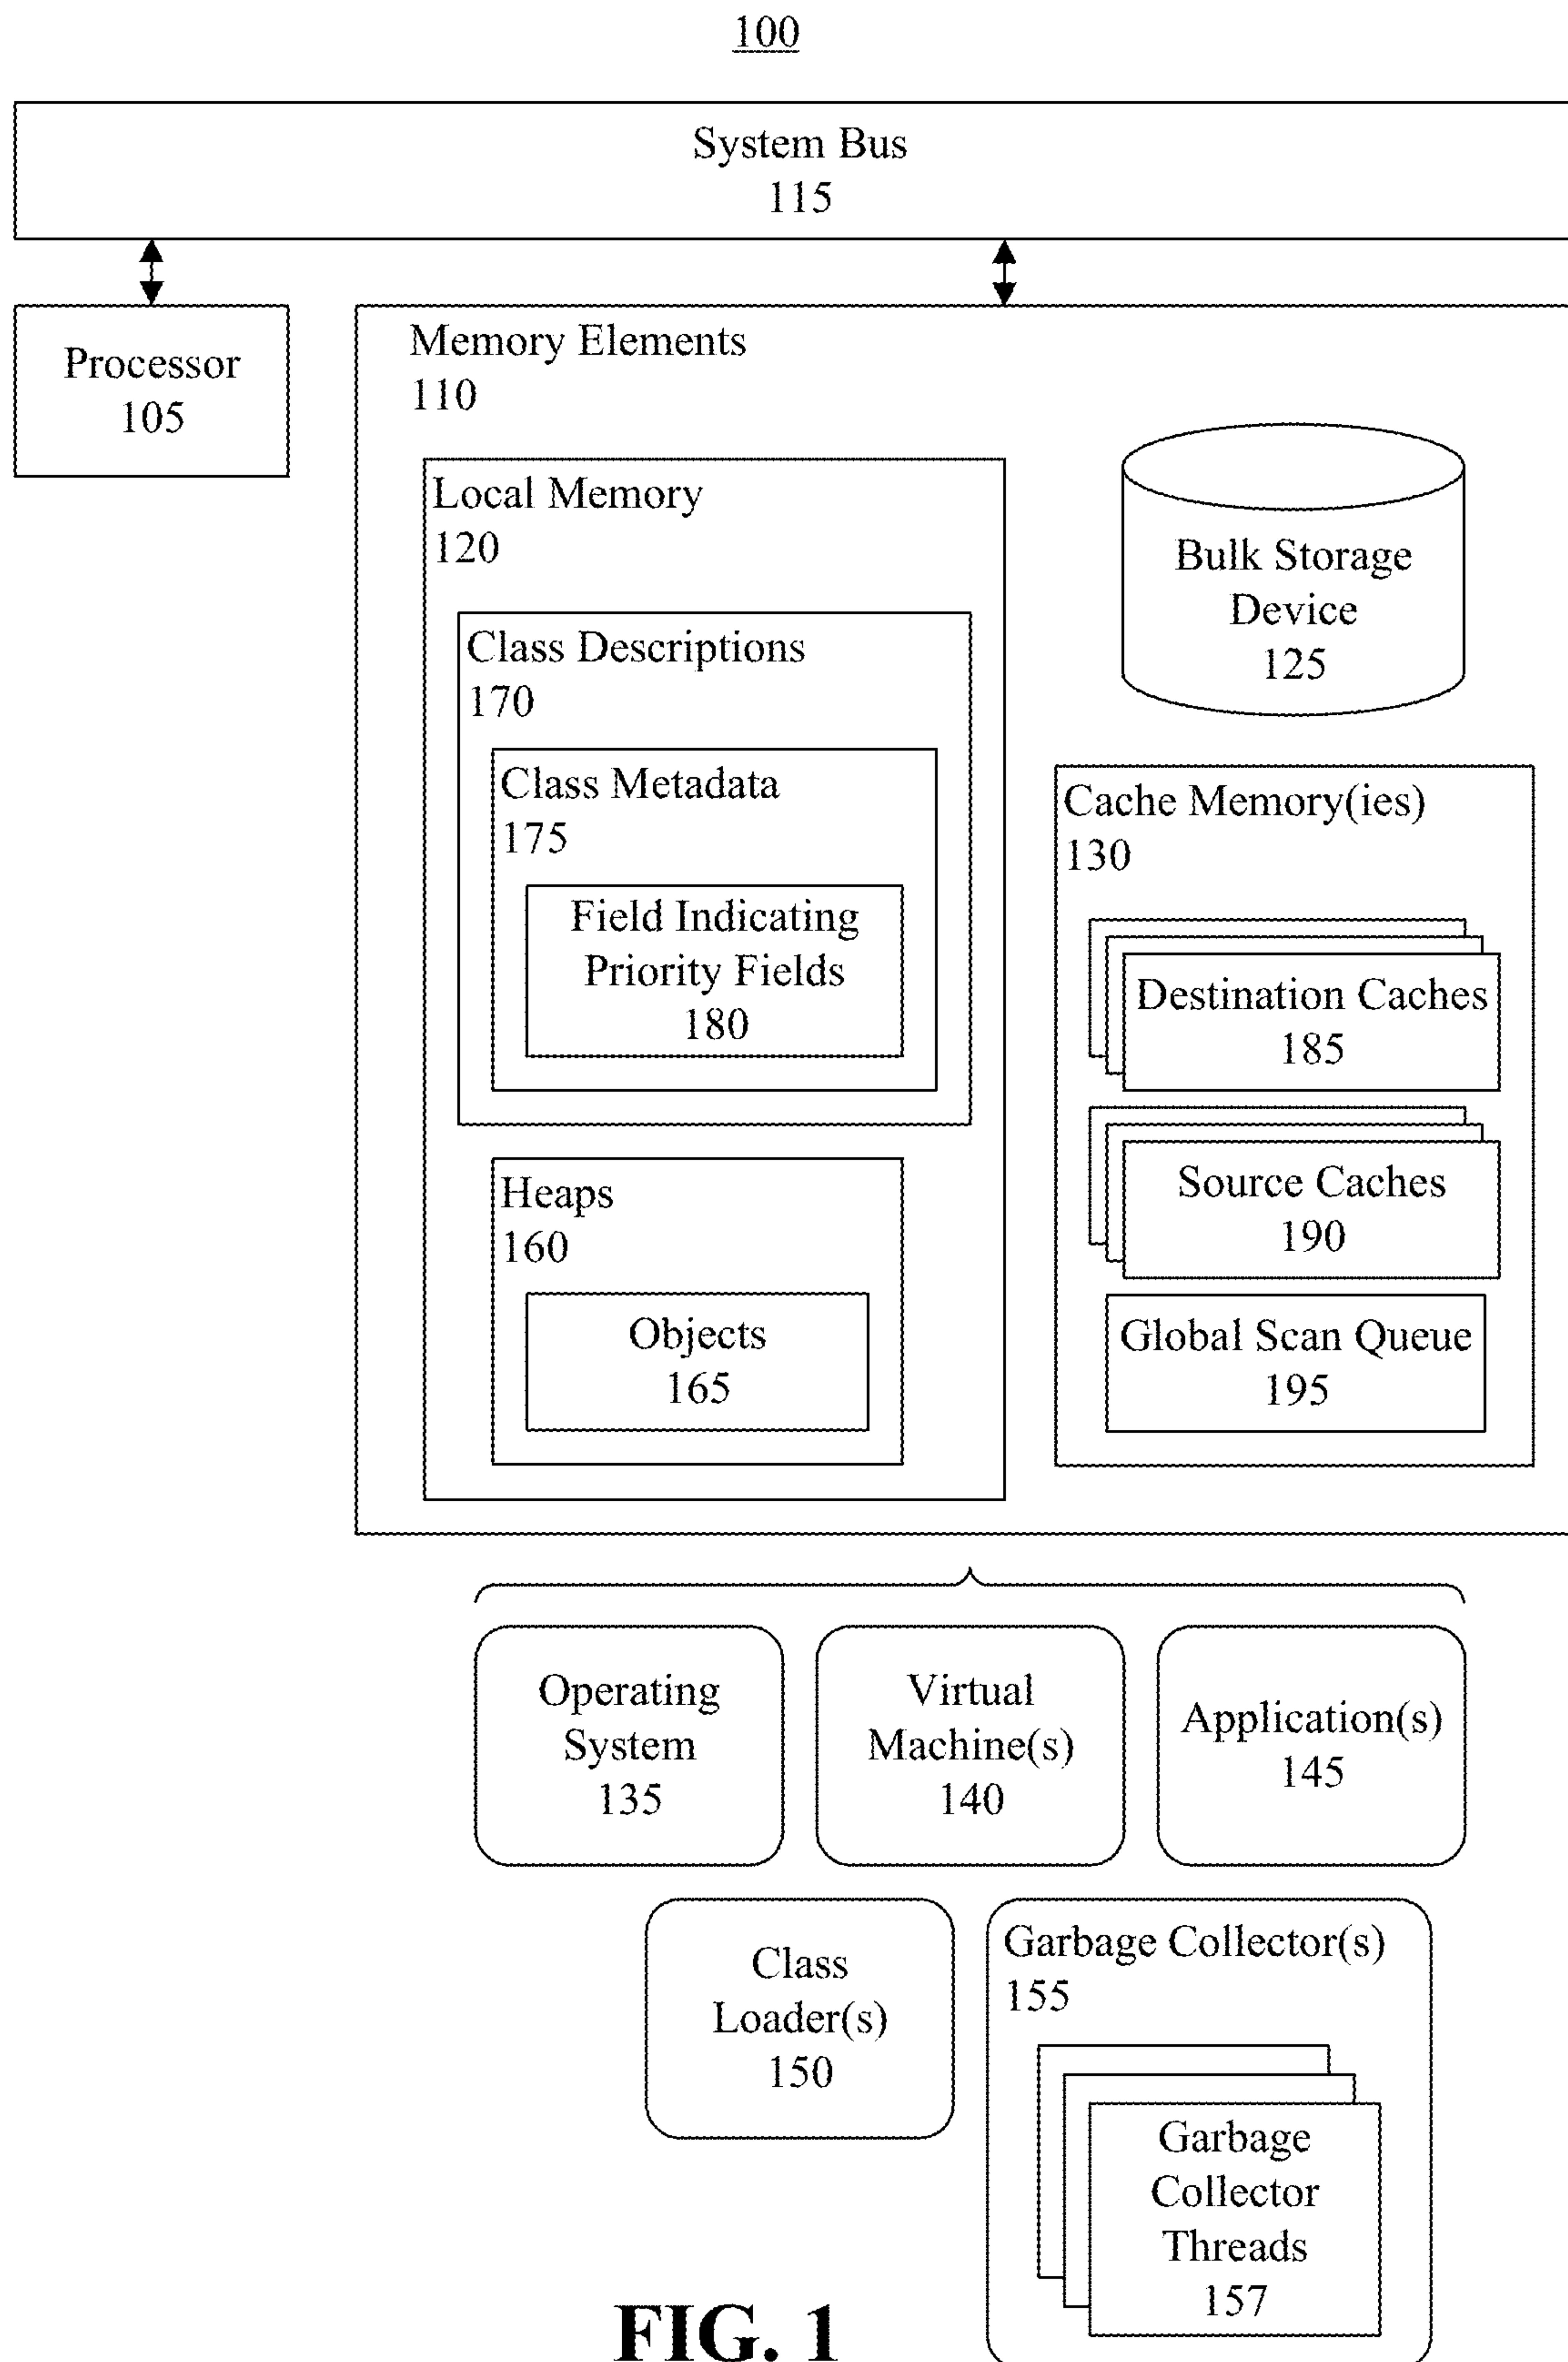 100
System Bus
115
Processor
105
Memory Elements
110
Local Memory
120
Class Descriptions
170
Class Metadata
175
Field Indicating
Priority Fields
180
Heaps
160
Objects
165
Bulk Storage
Device
125
Cache Memory(ies)
130
Destination Caches
185
Source Caches
190
Global Scan Queue
195
Operating
System
135
Virtual
Machine(s)
140
Application(s)
145
Class
Loader(s)
150
Garbage Collector(s)
155
Garbage
Collector
Threads
157
FIG. 1